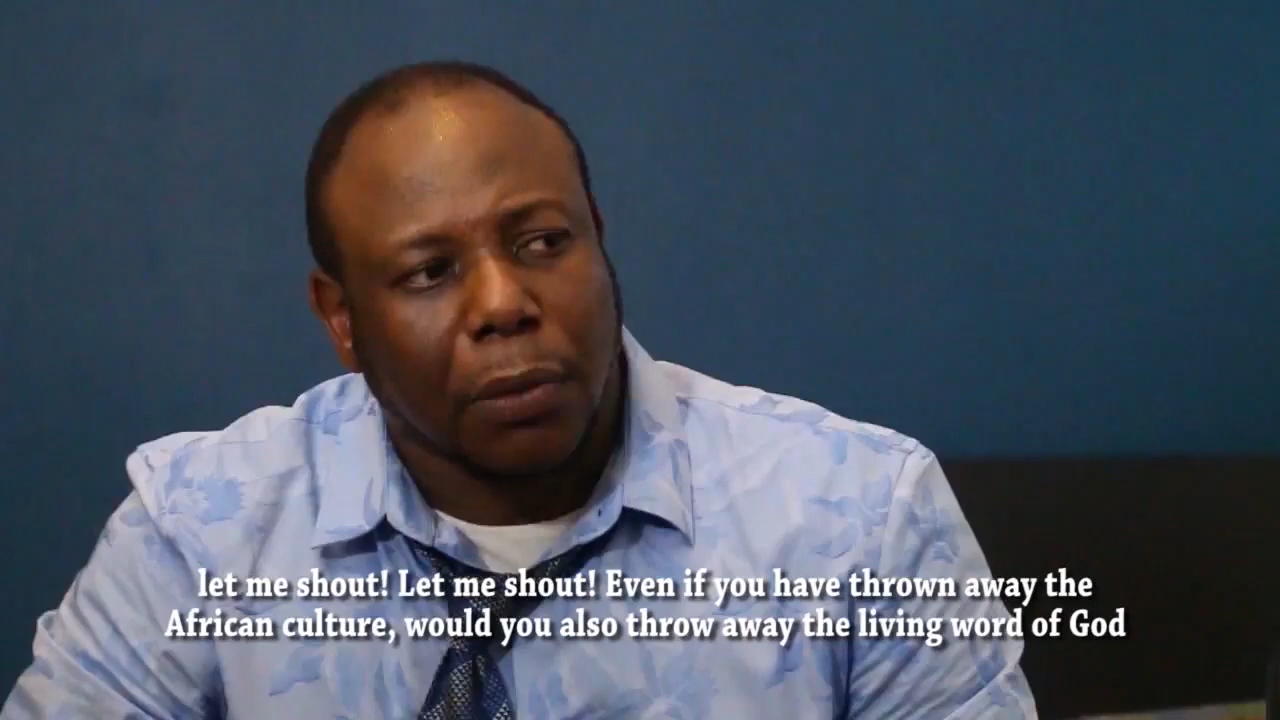 let me shout! Let me shout! Even if you have thrown away the
African culture, would you also throw away the living word of God